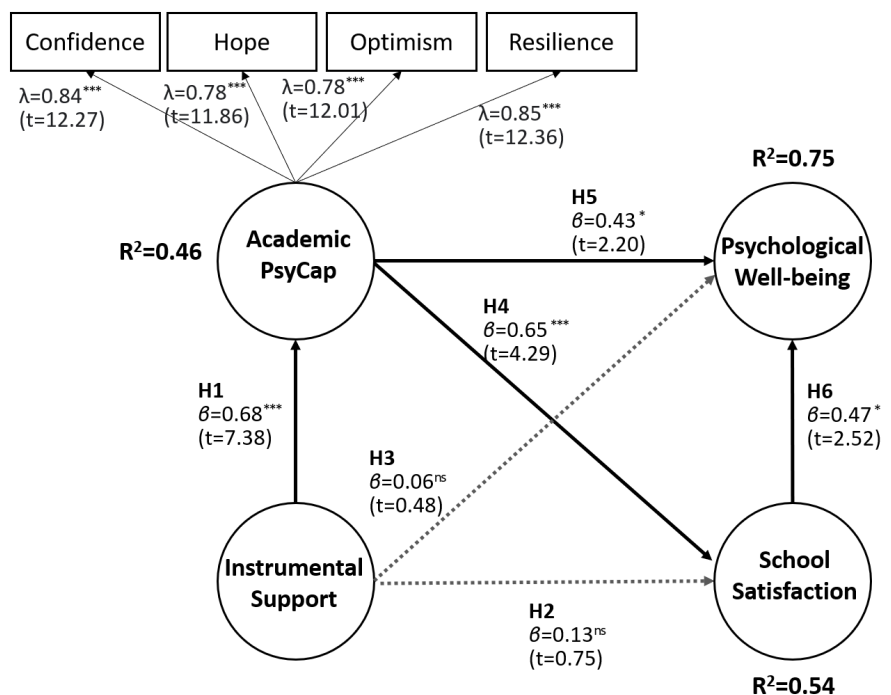 Confidence
Hope
Optimism
Resilience
λ=0.84***
(t=12.27)
λ=0.78***
(t=11.86)
λ=0.78***
(t=12.01)
λ=0.85***
(t=12.36)
R²=0.75
R²=0.46
Academic
PsyCap
H5
β=0.43*
(t=2.20)
Psychological
Well-being
H4
β=0.65***
(t=4.29)
H1
β=0.68***
(t=7.38)
H6
β=0.47*
(t=2.52)
H3
β=0.06ns
(t=0.48)
Instrumental
Support
School
Satisfaction
H2
β=0.13ns
(t=0.75)
R²=0.54